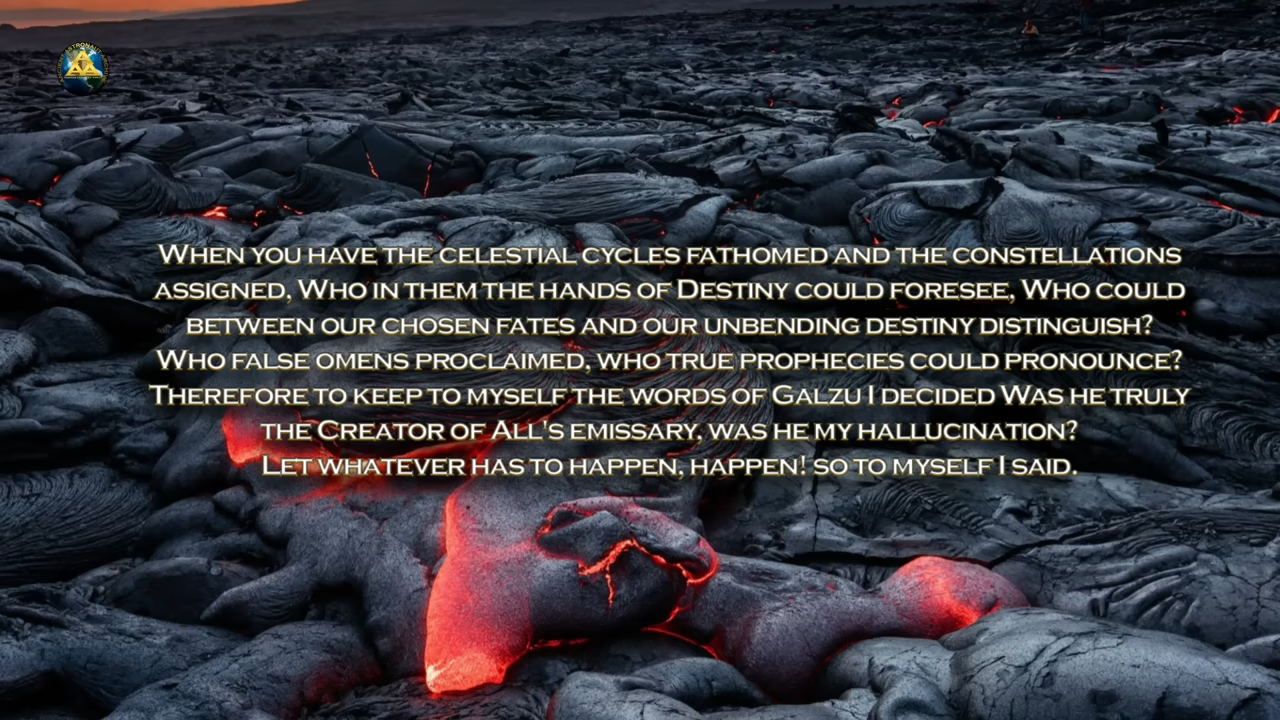 When you have the celestial cycles fathomed and the constellations
assigned, Who in them the hands of Destiny could foresee, Who could
between our chosen fates and our unbending destiny distinguish?
Who false omens proclaimed, who true prophecies could pronounce?
Therefore to keep to myself the words of Galzu I decided Was he truly
the Creator of All's emissary, was he my hallucination?
Let whatever has to happen, happen! so to myself I said.